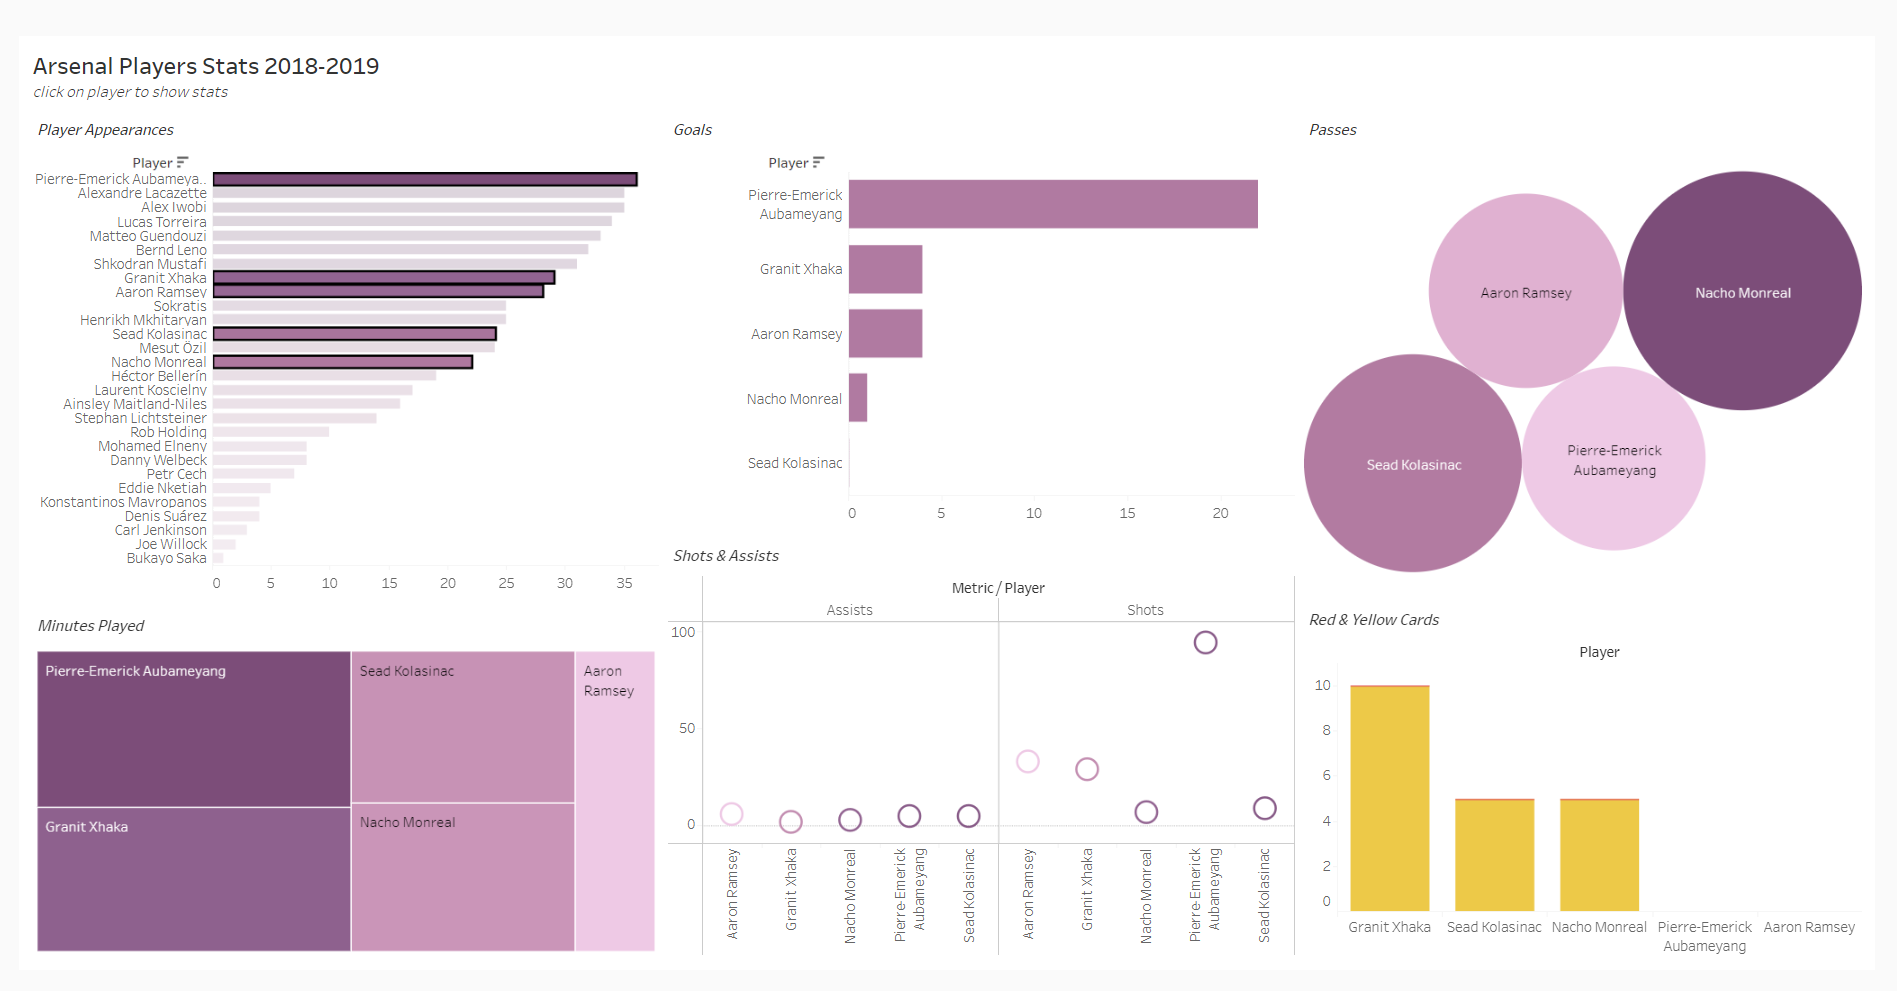 Arsenal Players Stats 2018-2019
click on player to show stats
Player Appearances
Player
Pierre-Emerick Aubameya..
Alexandre Lacazette
Alex Iwobi
Lucas Torreira
Matteo Guendouzi
Bernd Leno
Shkodran Mustafi
Granit Xhaka
Aaron Ramsey
Sokratis
Henrikh Mkhitaryan
Sead Kolasinac
Mesut Özil
Nacho Monreal
Héctor Bellerín
Laurent Koscielny
Ainsley Maitland-Niles
Stephan Lichtsteiner
Rob Holding
Mohamed Elneny
Danny Welbeck
Petr Cech
Eddie Nketiah
Konstantinos Mavropanos
Denis Suárez
Carl Jenkinson
Joe Willock
Bukayo Saka
0 5 10 15 20 25 30 35
Minutes Played
Pierre-Emerick Aubameyang
Granit Xhaka
Sead Kolasinac
Nacho Monreal
Aaron
Ramsey
Goals
Player
Pierre-Emerick
Aubameyang
Granit Xhaka
Aaron Ramsey
Nacho Monreal
Sead Kolasinac
0 5 10 15 20
Shots & Assists
Metric / Player
Assists Shots
100
50
0
Aaron Ramsey
Granit Xhaka
Nacho Monreal
Pierre-Emerick
Aubameyang
Sead Kolasinac
Aaron Ramsey
Granit Xhaka
Nacho Monreal
Pierre-Emerick
Aubameyang
Sead Kolasinac
Passes
Aaron Ramsey
Nacho Monreal
Sead Kolasinac
Pierre-Emerick
Aubameyang
Red & Yellow Cards
Player
10
8
6
4
2
0
Granit Xhaka
Sead Kolasinac
Nacho Monreal
Pierre-Emerick
Aubameyang
Aaron Ramsey